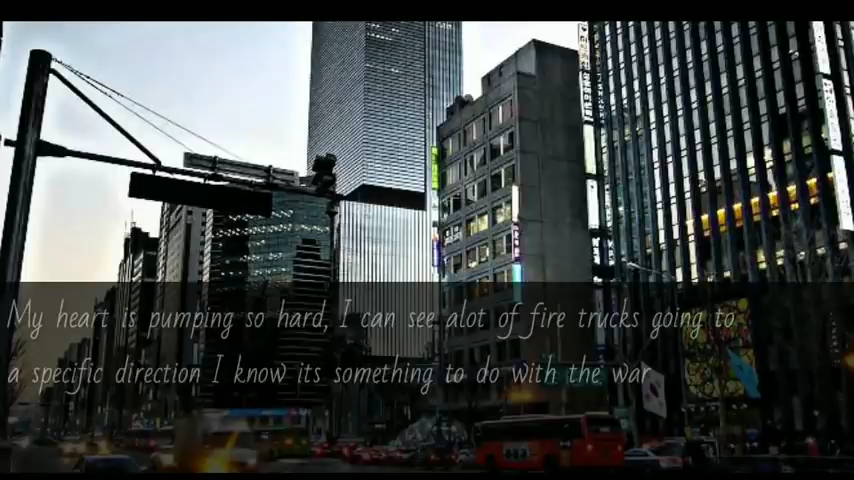 My heart is pumping so hard, I can see alot of fire trucks going to
a specific direction I know its something to do with the war